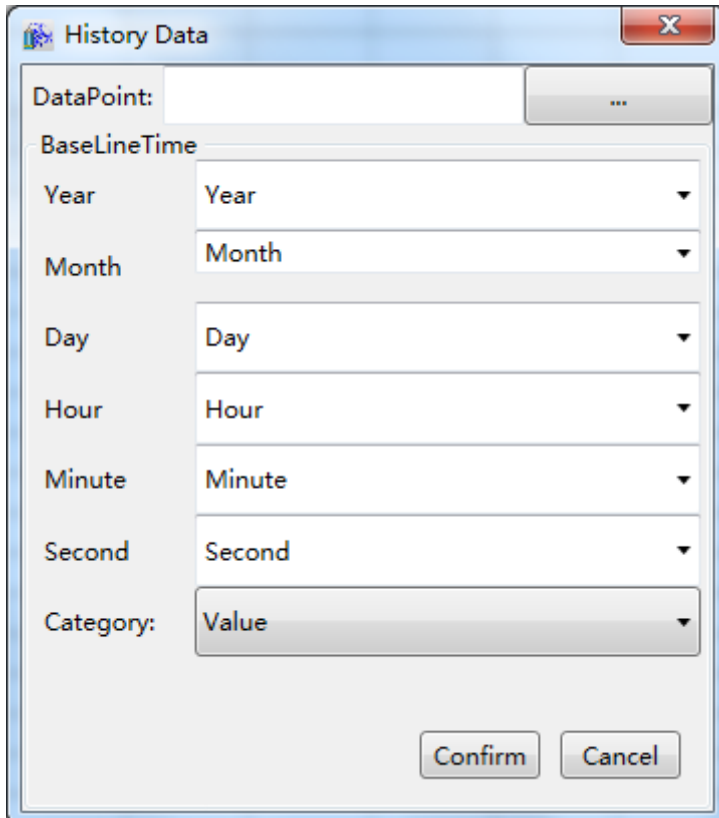 History Data
DataPoint: ...
BaseLineTime
Year Year
Month Month
Day Day
Hour Hour
Minute Minute
Second Second
Category: Value
Confirm Cancel